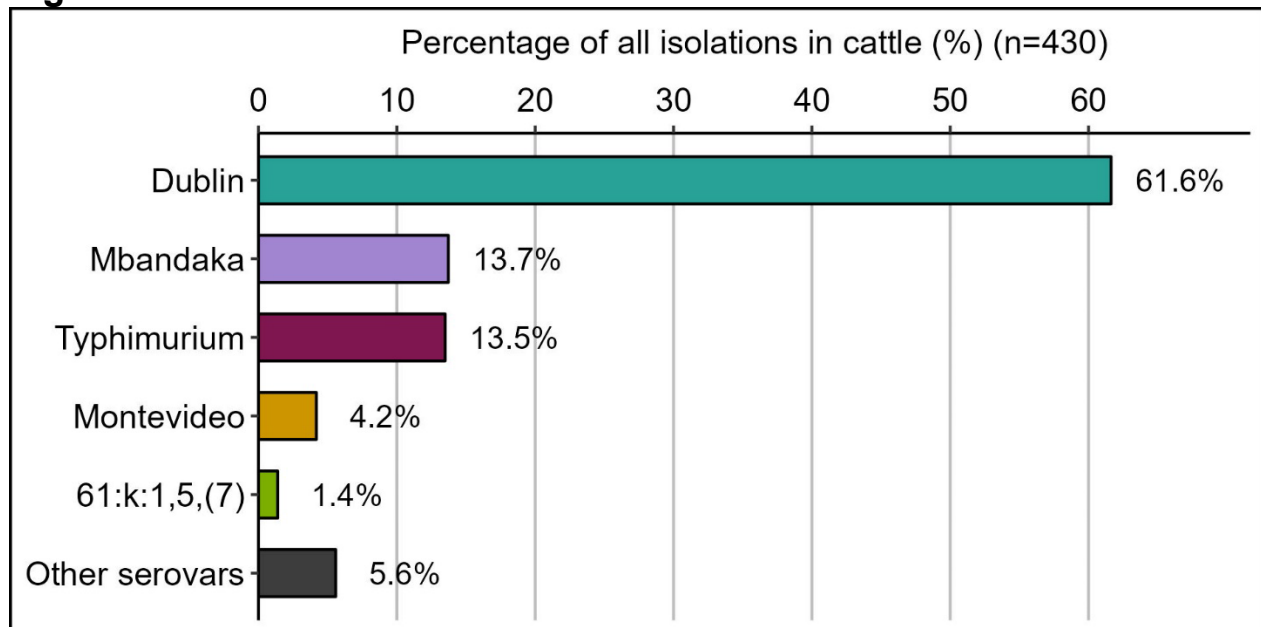 Percentage of all isolations in cattle (%) (n=430)
0 10 20 30 40 50 60
Dublin 61.6%
Mbandaka 13.7%
Typhimurium 13.5%
Montevideo 4.2%
61:k:1,5,(7) 1.4%
Other serovars 5.6%